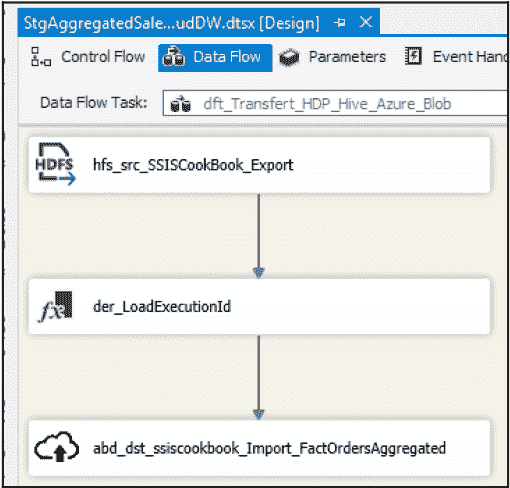 StgAggregatedSale...udDW.dtsx [Design]
Control Flow Data Flow Parameters Event Hand
Data Flow Task: dft_Transfert_HDP_Hive_Azure_Blob
HDFS hfs_src_SSISCookBook_Export
fx der_LoadExecutionId
abd_dst_ssiscookbook_Import_FactOrdersAggregated